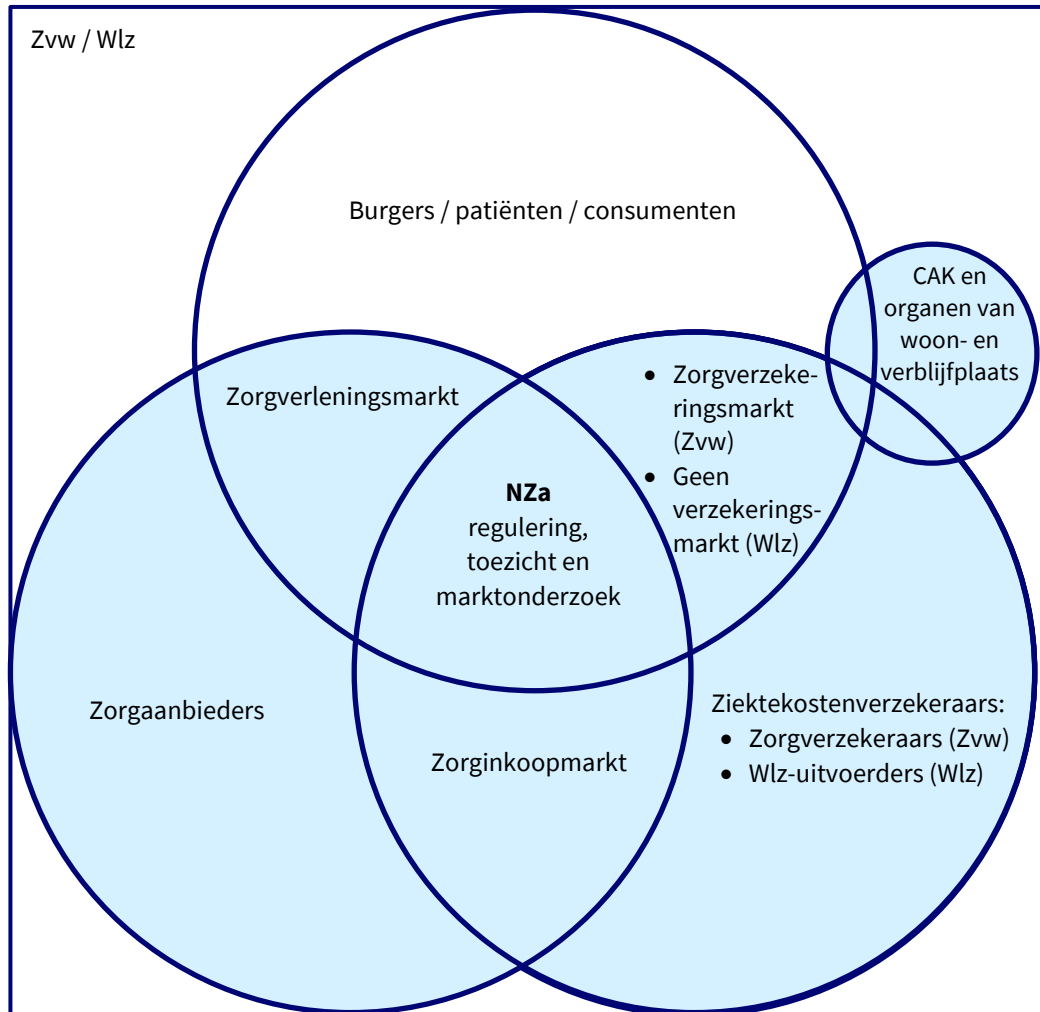 Zvw / Wlz
Burgers / patiënten / consumenten
CAK en
organen van
woon- en
verblijfplaats
Zorgverleningsmarkt
• Zorgverzeke-
ringsmarkt
(Zvw)
• Geen
verzekerings-
markt (Wlz)
NZa
regulering,
toezicht en
marktonderzoek
Zorgaanbieders
Zorginkoopmarkt
Ziektekostenverzekeraars:
• Zorgverzekeraars (Zvw)
• Wlz-uitvoerders (Wlz)